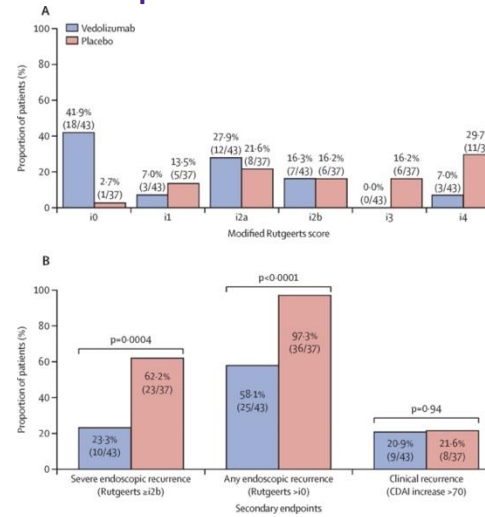 A
Vedolizumab
Placebo
Proportion of patients (%)
100
80
60
40
20
0
41·9%
(18/43)
2·7%
(1/37)
7·0%
(3/43)
13·5%
(5/37)
27·9%
(12/43)
21·6%
(8/37)
16·3%
(7/43)
16·2%
(6/37)
0·0%
(0/43)
16·2%
(6/37)
7·0%
(3/43)
29·7
(11/3
i0 i1 i2a i2b i3 i4
Modified Rutgeerts score
B
Proportion of patients (%)
100
80
60
40
20
0
p=0·0004
23·3%
(10/43)
62·2%
(23/37)
p<0·0001
58·1%
(25/43)
97·3%
(36/37)
p=0·94
20·9%
(9/43)
21·6%
(8/37)
Severe endoscopic recurrence
(Rutgeerts ≥i2b)
Any endoscopic recurrence
(Rutgeerts >i0)
Clinical recurrence
(CDAI increase >70)
Secondary endpoints